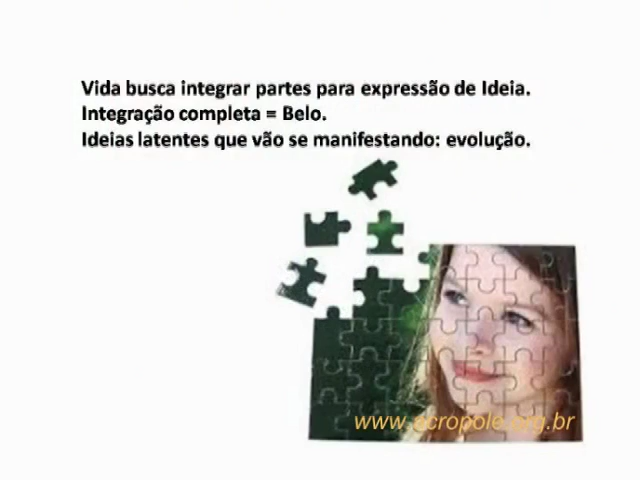 Vida busca integrar partes para expressão de Ideia.
Integração completa = Belo.
Ideias latentes que vão se manifestando: evolução.
www.acropole.org.br